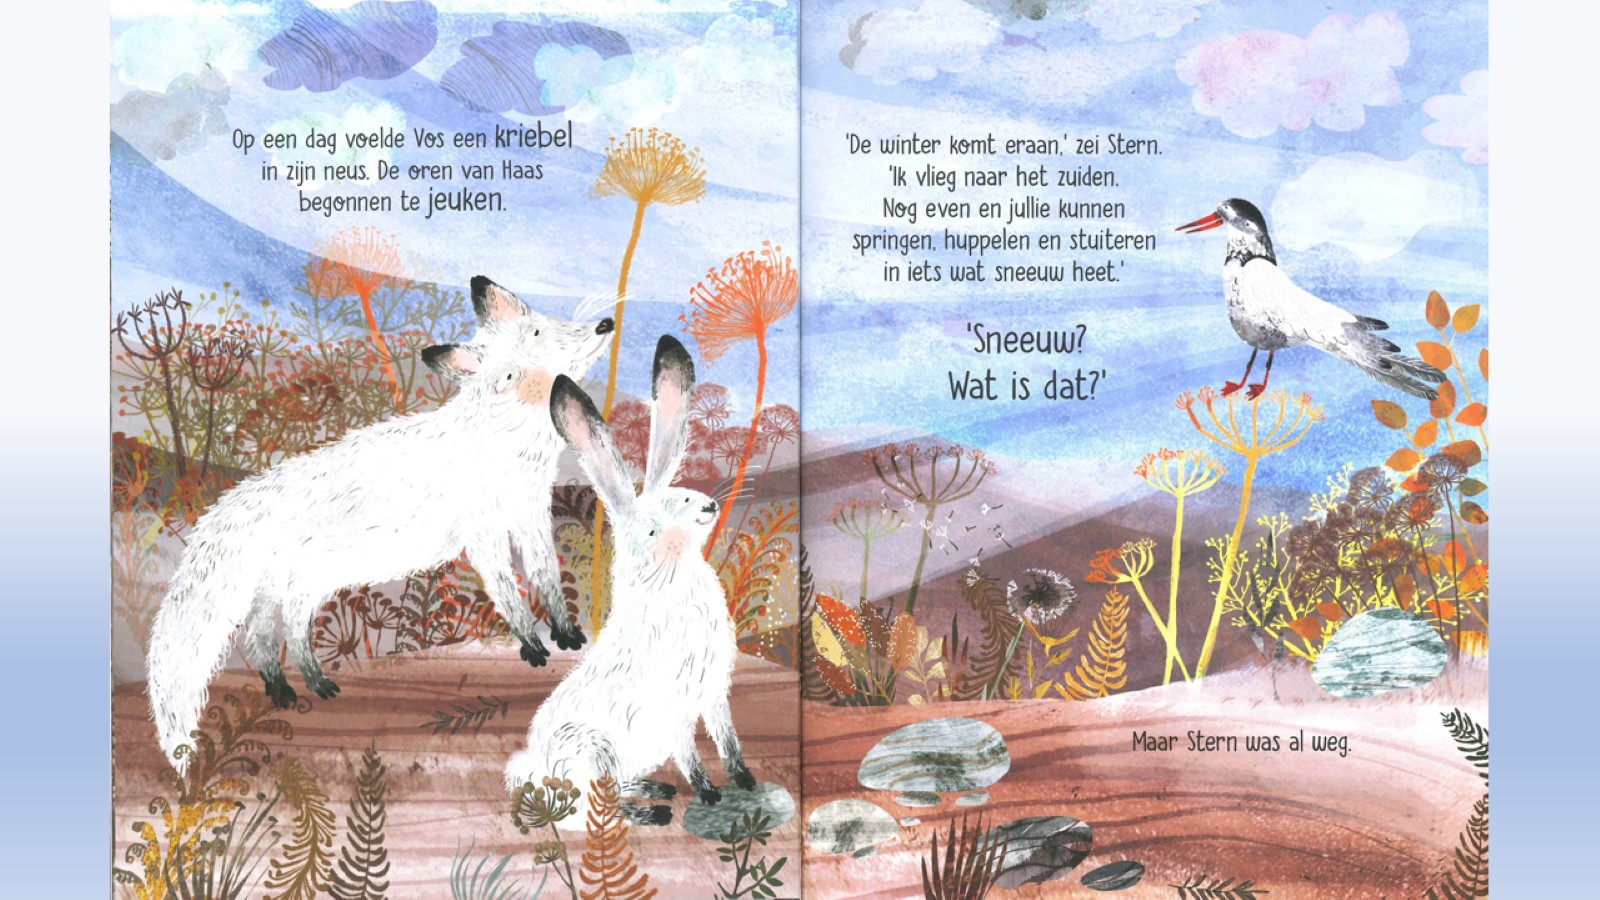 Op een dag voelde Vos een kriebel
in zijn neus. De oren van Haas
begonnen te jeuken.
'De winter komt eraan,' zei Stern.
'Ik vlieg naar het zuiden.
Nog even en jullie kunnen
springen, huppelen en stuiteren
in iets wat sneeuw heet.'
'Sneeuw?
Wat is dat?'
Maar Stern was al weg.